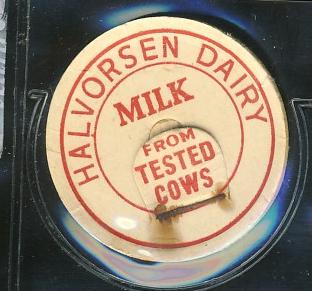 HALVORSEN DAIRY
MILK
FROM
TESTED
COWS